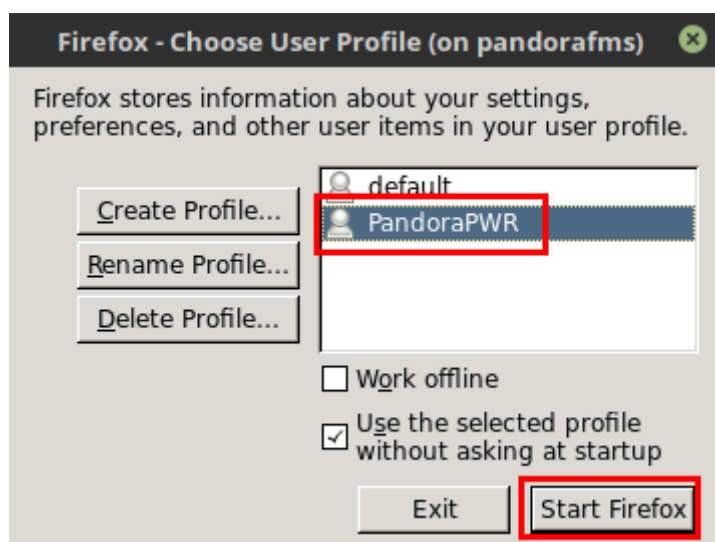 Firefox - Choose User Profile (on pandorafms)
Firefox stores information about your settings,
preferences, and other user items in your user profile.
Create Profile...
Rename Profile...
Delete Profile...
default
PandoraPWR
Work offline
Use the selected profile
without asking at startup
Exit
Start Firefox